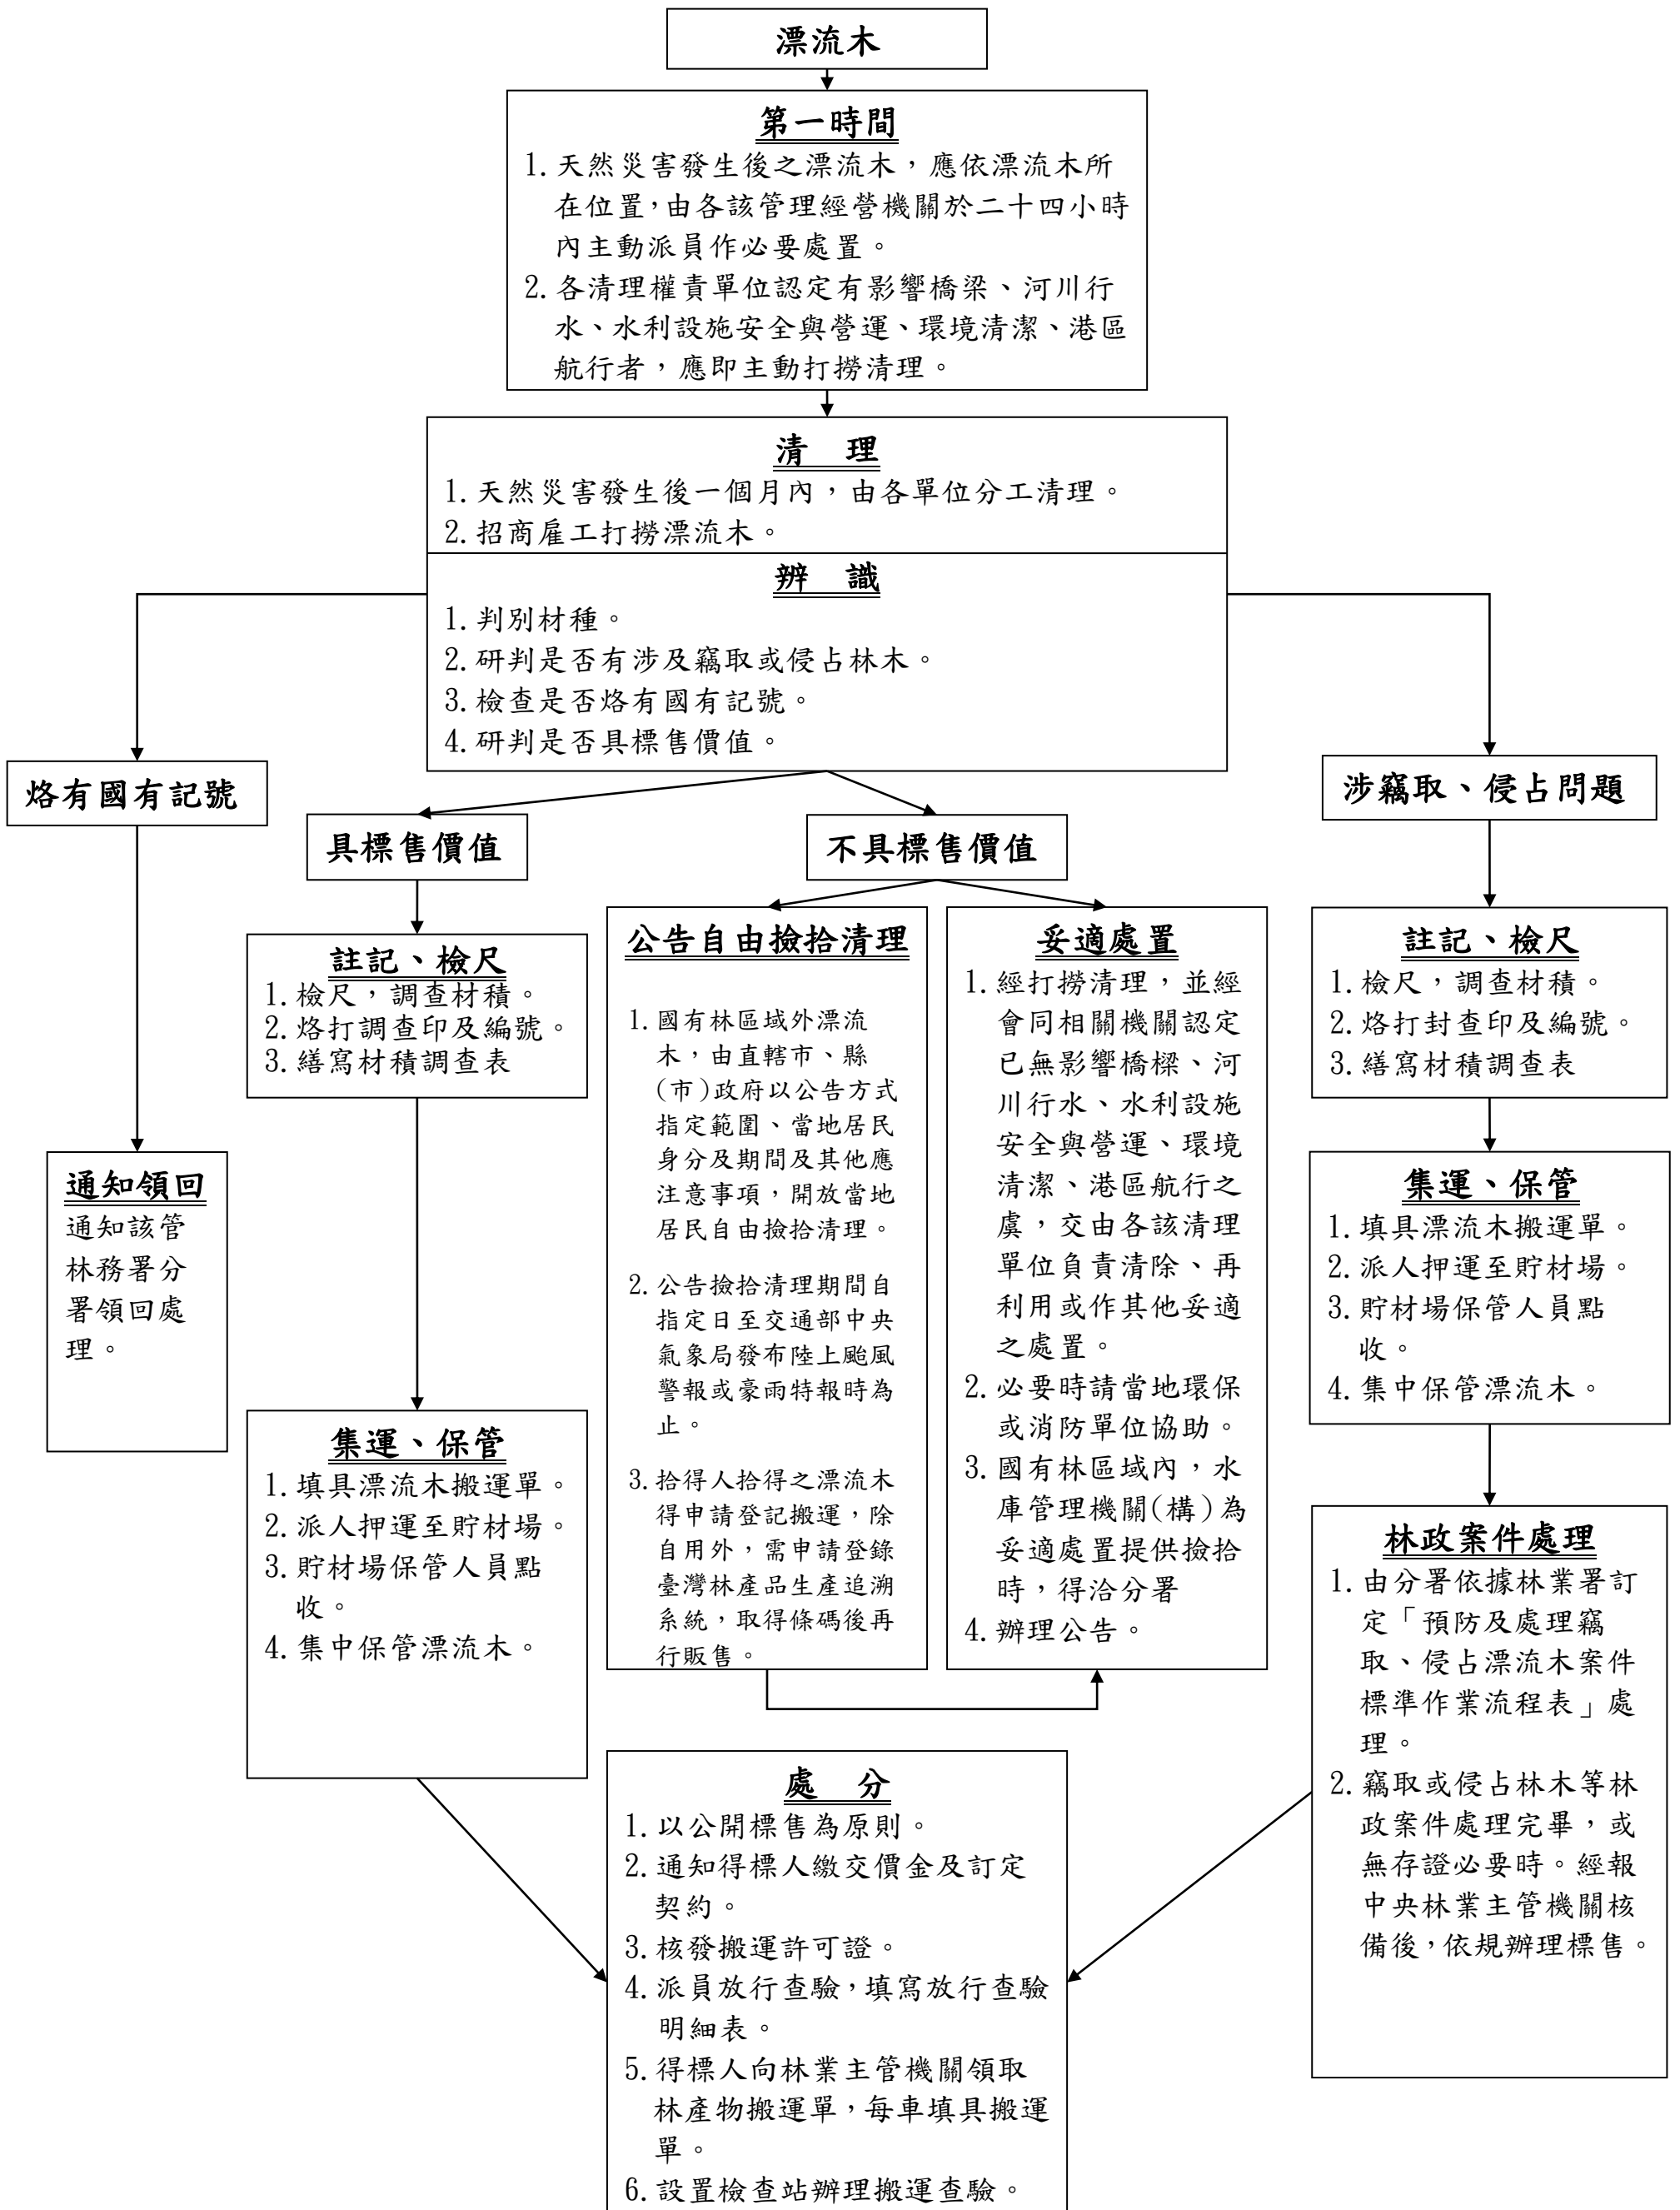 漂流木
第一時間
1. 天然災害發生後之漂流木，應依漂流木所
在位置，由各該管理經營機關於二十四小時
內主動派員作必要處置。
2. 各清理權責單位認定有影響橋梁、河川行
水、水利設施安全與營運、環境清潔、港區
航行者，應即主動打撈清理。
清　理
1. 天然災害發生後一個月內，由各單位分工清理。
2. 招商雇工打撈漂流木。
辨　識
1. 判別材種。
2. 研判是否有涉及竊取或侵占林木。
3. 檢查是否烙有國有記號。
4. 研判是否具標售價值。
烙有國有記號
通知領回
通知該管
林務署分
署領回處
理。
具標售價值
註記、檢尺
1. 檢尺，調查材積。
2. 烙打調查印及編號。
3. 繕寫材積調查表
集運、保管
1. 填具漂流木搬運單。
2. 派人押運至貯材場。
3. 貯材場保管人員點
收。
4. 集中保管漂流木。
不具標售價值
公告自由撿拾清理
1. 國有林區域外漂流
木，由直轄市、縣
(市)政府以公告方式
指定範圍、當地居民
身分及期間及其他應
注意事項，開放當地
居民自由撿拾清理。
2. 公告撿拾清理期間自
指定日至交通部中央
氣象局發布陸上颱風
警報或豪雨特報時為
止。
3. 拾得人拾得之漂流木
得申請登記搬運，除
自用外，需申請登錄
臺灣林產品生產追溯
系統，取得條碼後再
行販售。
妥適處置
1. 經打撈清理，並經
會同相關機關認定
已無影響橋樑、河
川行水、水利設施
安全與營運、環境
清潔、港區航行之
虞，交由各該清理
單位負責清除、再
利用或作其他妥適
之處置。
2. 必要時請當地環保
或消防單位協助。
3. 國有林區域內，水
庫管理機關(構)為
妥適處置提供撿拾
時，得洽分署
4. 辦理公告。
涉竊取、侵占問題
註記、檢尺
1. 檢尺，調查材積。
2. 烙打封查印及編號。
3. 繕寫材積調查表
集運、保管
1. 填具漂流木搬運單。
2. 派人押運至貯材場。
3. 貯材場保管人員點
收。
4. 集中保管漂流木。
林政案件處理
1. 由分署依據林業署訂
定「預防及處理竊
取、侵占漂流木案件
標準作業流程表」處
理。
2. 竊取或侵占林木等林
政案件處理完畢，或
無存證必要時。經報
中央林業主管機關核
備後，依規辦理標售。
處　分
1. 以公開標售為原則。
2. 通知得標人繳交價金及訂定
契約。
3. 核發搬運許可證。
4. 派員放行查驗，填寫放行查驗
明細表。
5. 得標人向林業主管機關領取
林產物搬運單，每車填具搬運
單。
6. 設置檢查站辦理搬運查驗。